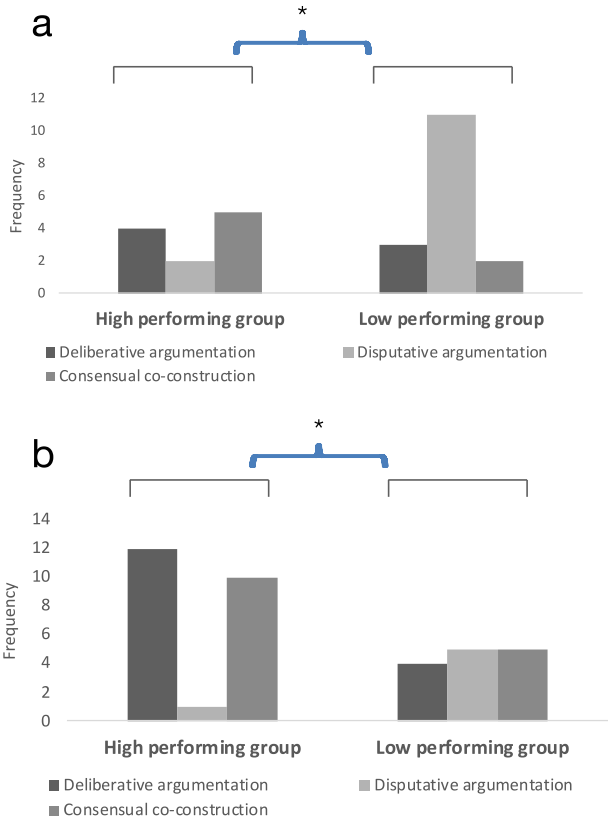 a
*
12
10
8
6
4
2
0
Frequency
High performing group Low performing group
Deliberative argumentation Disputative argumentation
Consensual co-construction
b
*
14
12
10
8
6
4
2
0
Frequency
High performing group Low performing group
Deliberative argumentation Disputative argumentation
Consensual co-construction